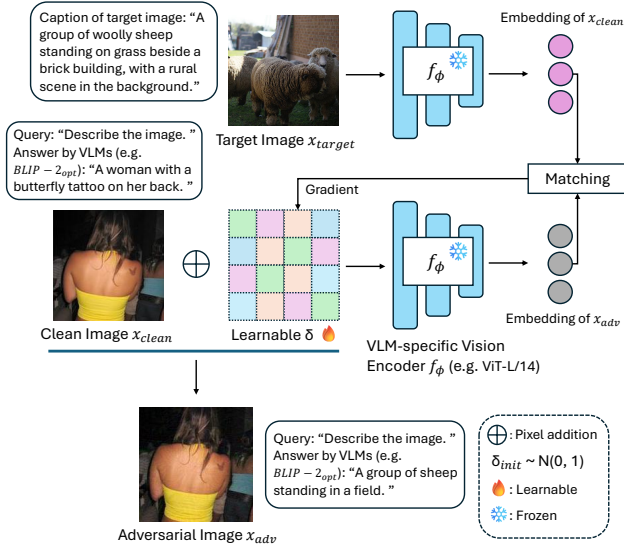 Caption of target image: “A
group of woolly sheep
standing on grass beside a
brick building, with a rural
scene in the background.”
Target Image x_target
f_ϕ
Embedding of x_clean
Query: “Describe the image. ”
Answer by VLMs (e.g.
BLIP − 2_opt): “A woman with a
butterfly tattoo on her back. ”
Gradient
Matching
f_ϕ
Embedding of x_adv
Clean Image x_clean
Learnable δ
VLM-specific Vision
Encoder f_ϕ (e.g. ViT-L/14)
Query: “Describe the image. ”
Answer by VLMs (e.g.
BLIP − 2_opt): “A group of sheep
standing in a field. ”
Adversarial Image x_adv
: Pixel addition
δ_init ~ N(0, 1)
: Learnable
: Frozen